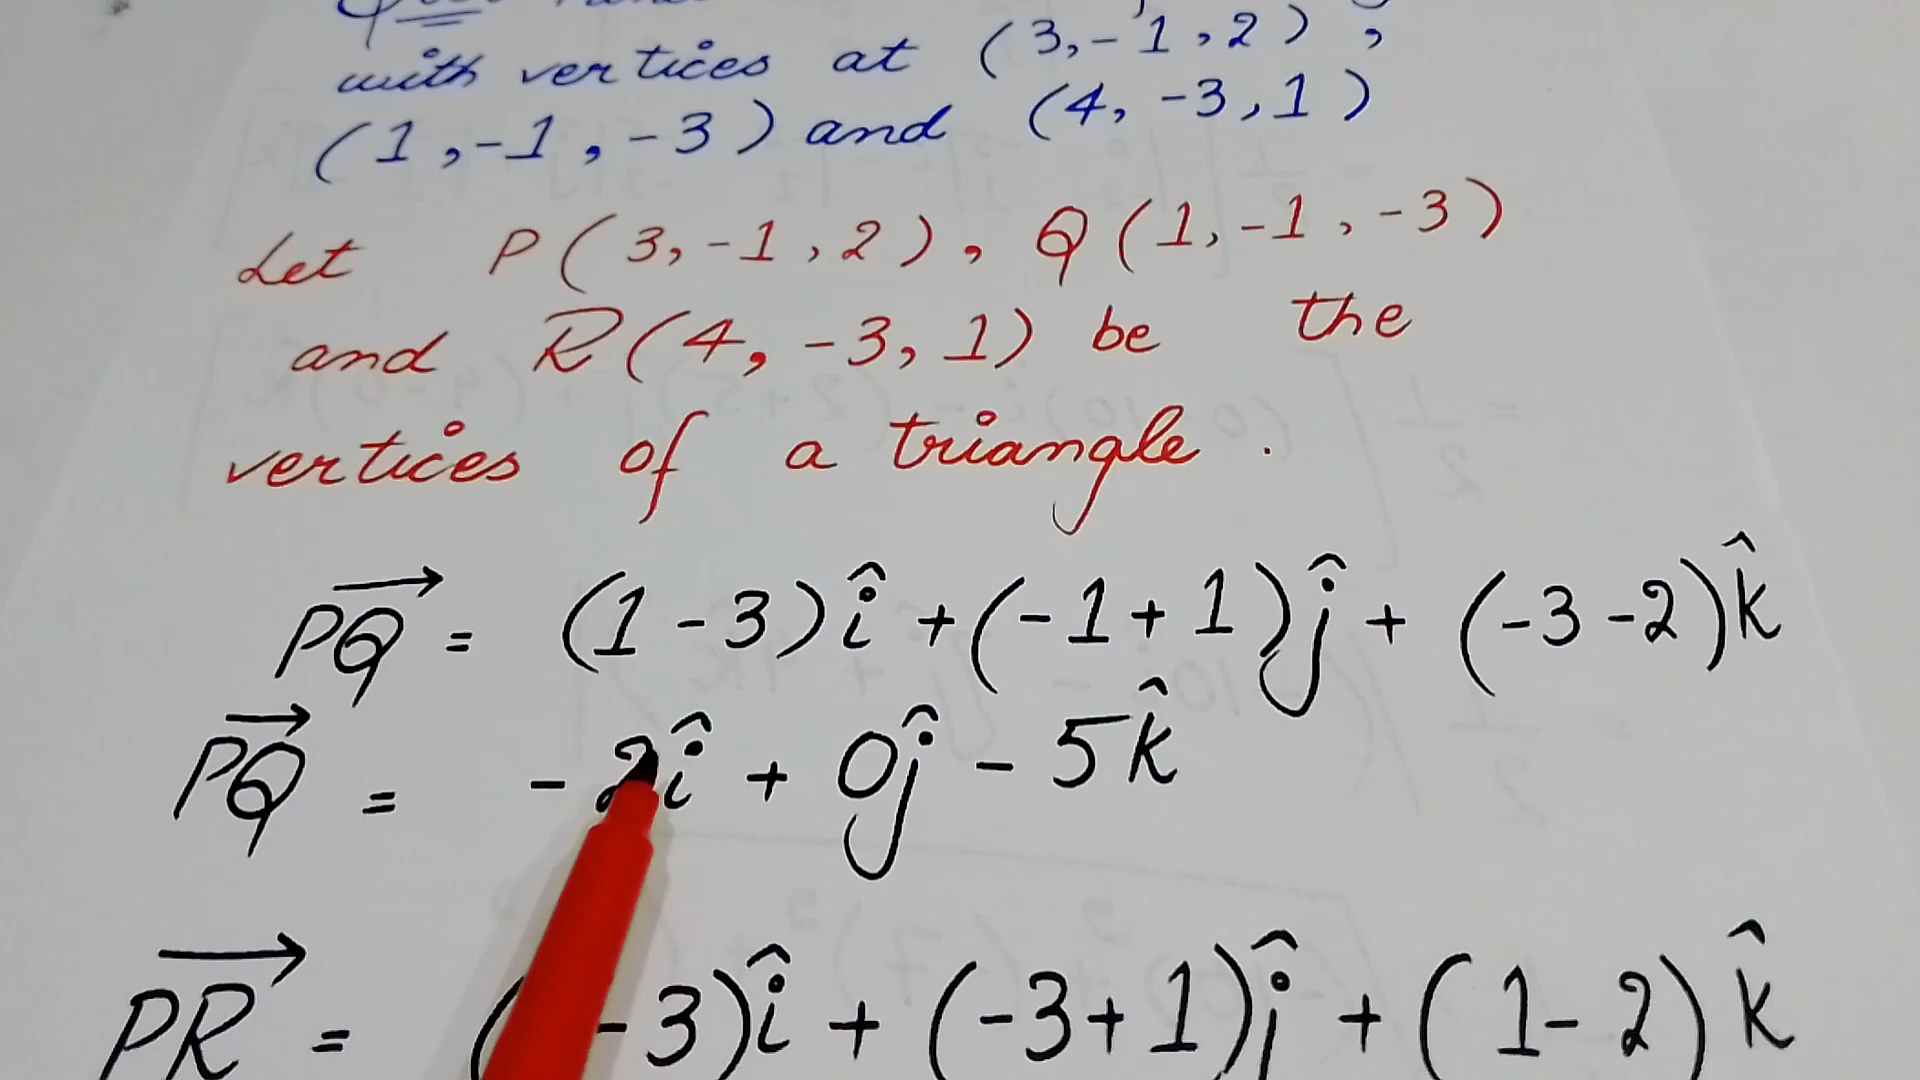 with vertices at (3,-1,2),
(1,-1,-3) and (4,-3,1)
Let P(3,-1,2), Q(1,-1,-3)
and R(4,-3,1) be the
vertices of a triangle.
PQ⃗ = (1-3)î + (-1+1)ĵ + (-3-2)k̂
PQ⃗ = -2î + 0ĵ - 5k̂
PR⃗ = ( -3)î + (-3+1)ĵ + (1-2)k̂